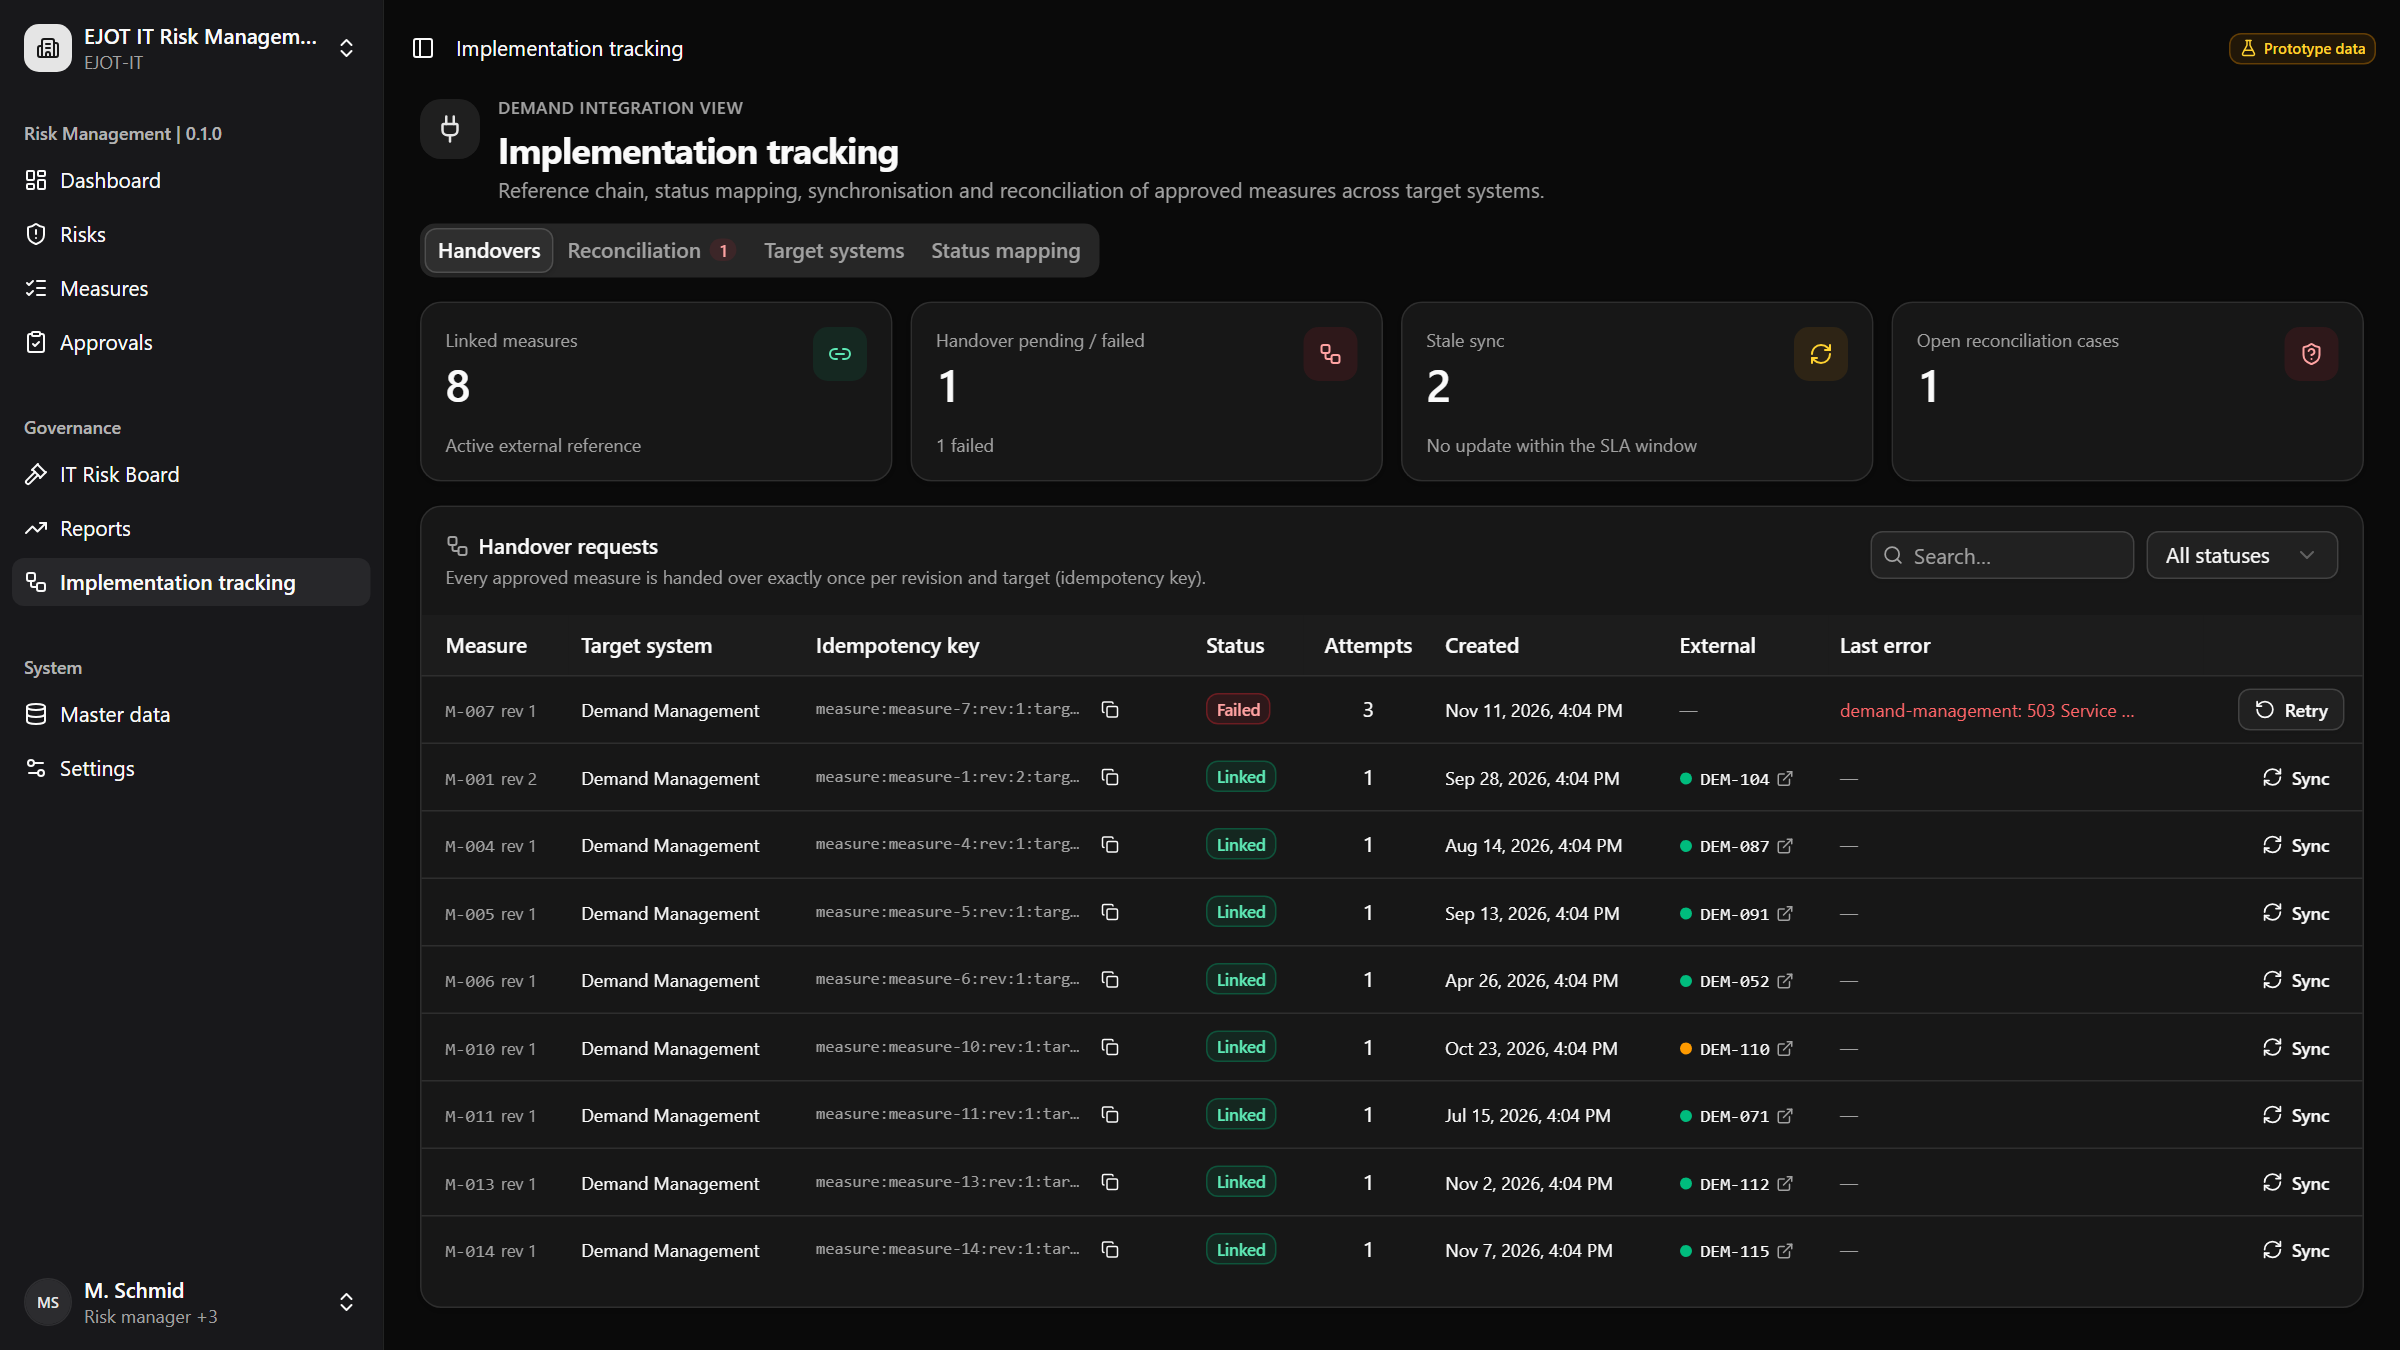 EJOT IT Risk Managem...
EJOT-IT
Risk Management | 0.1.0
Dashboard
Risks
Measures
Approvals
Governance
IT Risk Board
Reports
Implementation tracking
System
Master data
Settings
MS
M. Schmid
Risk manager +3
Implementation tracking
Prototype data
DEMAND INTEGRATION VIEW
Implementation tracking
Reference chain, status mapping, synchronisation and reconciliation of approved measures across target systems.
Handovers Reconciliation 1 Target systems Status mapping
Linked measures
8
Active external reference
Handover pending / failed
1
1 failed
Stale sync
2
No update within the SLA window
Open reconciliation cases
1
Handover requests
Every approved measure is handed over exactly once per revision and target (idempotency key).
Search...
All statuses
Measure Target system Idempotency key Status Attempts Created External Last error
M-007 rev 1 Demand Management measure:measure-7:rev:1:targ… Failed 3 Nov 11, 2026, 4:04 PM — demand-management: 503 Service ... Retry
M-001 rev 2 Demand Management measure:measure-1:rev:2:targ… Linked 1 Sep 28, 2026, 4:04 PM DEM-104 — Sync
M-004 rev 1 Demand Management measure:measure-4:rev:1:targ… Linked 1 Aug 14, 2026, 4:04 PM DEM-087 — Sync
M-005 rev 1 Demand Management measure:measure-5:rev:1:targ… Linked 1 Sep 13, 2026, 4:04 PM DEM-091 — Sync
M-006 rev 1 Demand Management measure:measure-6:rev:1:targ… Linked 1 Apr 26, 2026, 4:04 PM DEM-052 — Sync
M-010 rev 1 Demand Management measure:measure-10:rev:1:tar… Linked 1 Oct 23, 2026, 4:04 PM DEM-110 — Sync
M-011 rev 1 Demand Management measure:measure-11:rev:1:tar… Linked 1 Jul 15, 2026, 4:04 PM DEM-071 — Sync
M-013 rev 1 Demand Management measure:measure-13:rev:1:tar… Linked 1 Nov 2, 2026, 4:04 PM DEM-112 — Sync
M-014 rev 1 Demand Management measure:measure-14:rev:1:tar… Linked 1 Nov 7, 2026, 4:04 PM DEM-115 — Sync